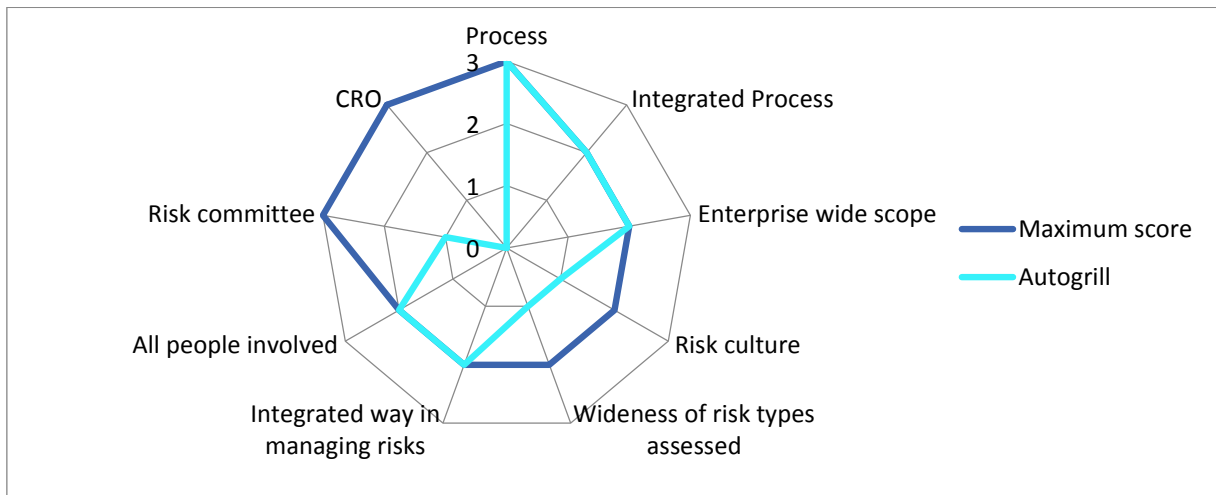 Process
3
CRO
Integrated Process
2
1
Risk committee
Enterprise wide scope
Maximum score
0
Autogrill
All people involved
Risk culture
Integrated way in
managing risks
Wideness of risk types
assessed